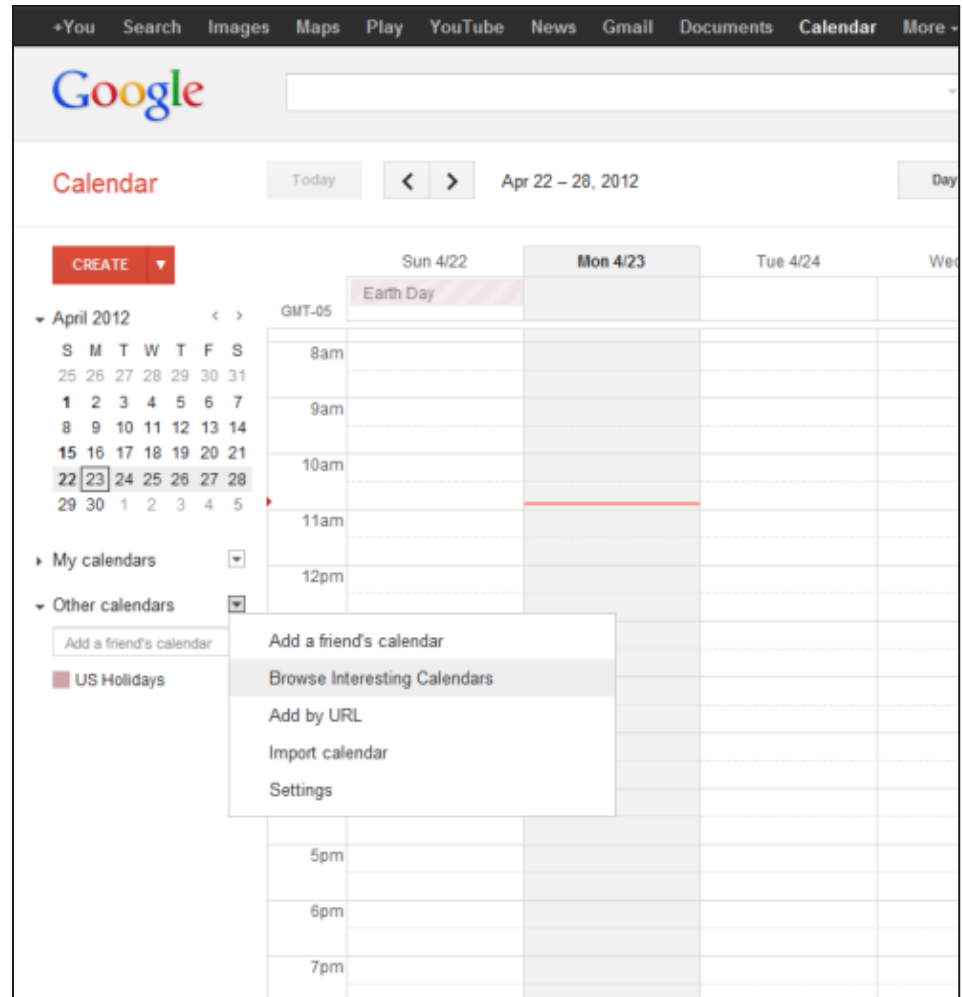 +You Search Images Maps Play YouTube News Gmail Documents Calendar More
Google
Calendar
Today
Apr 22 – 28, 2012
Day
CREATE
Sun 4/22
Mon 4/23
Tue 4/24
Wed
Earth Day
GMT-05
April 2012
S M T W T F S
25 26 27 28 29 30 31
1 2 3 4 5 6 7
8 9 10 11 12 13 14
15 16 17 18 19 20 21
22 23 24 25 26 27 28
29 30 1 2 3 4 5
My calendars
Other calendars
Add a friend's calendar
US Holidays
Add a friend's calendar
Browse Interesting Calendars
Add by URL
Import calendar
Settings
8am
9am
10am
11am
12pm
5pm
6pm
7pm